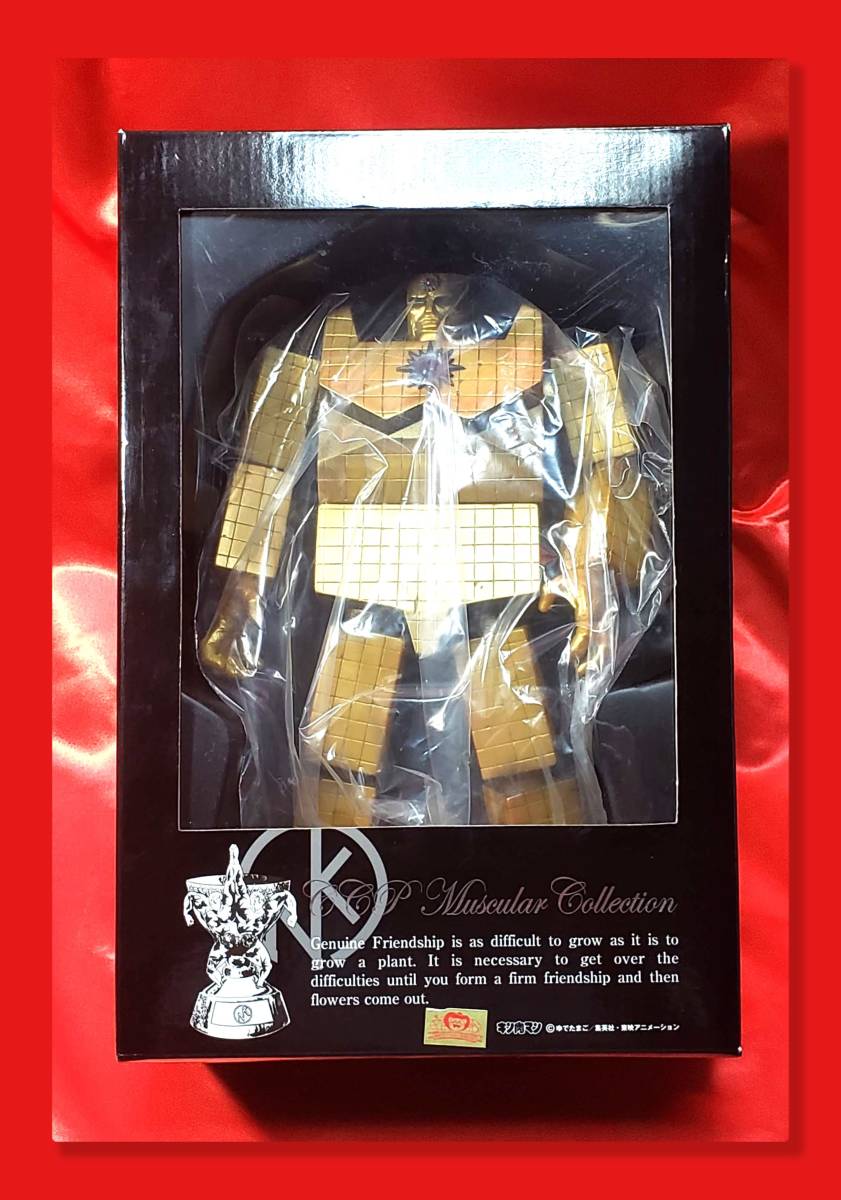 CCP Muscular Collection
Genuine Friendship is as difficult to grow as it is to
grow a plant. It is necessary to get over the
difficulties until you form a firm friendship and then
flowers come out.
キン肉マン ©ゆでたまご／集英社・東映アニメーション